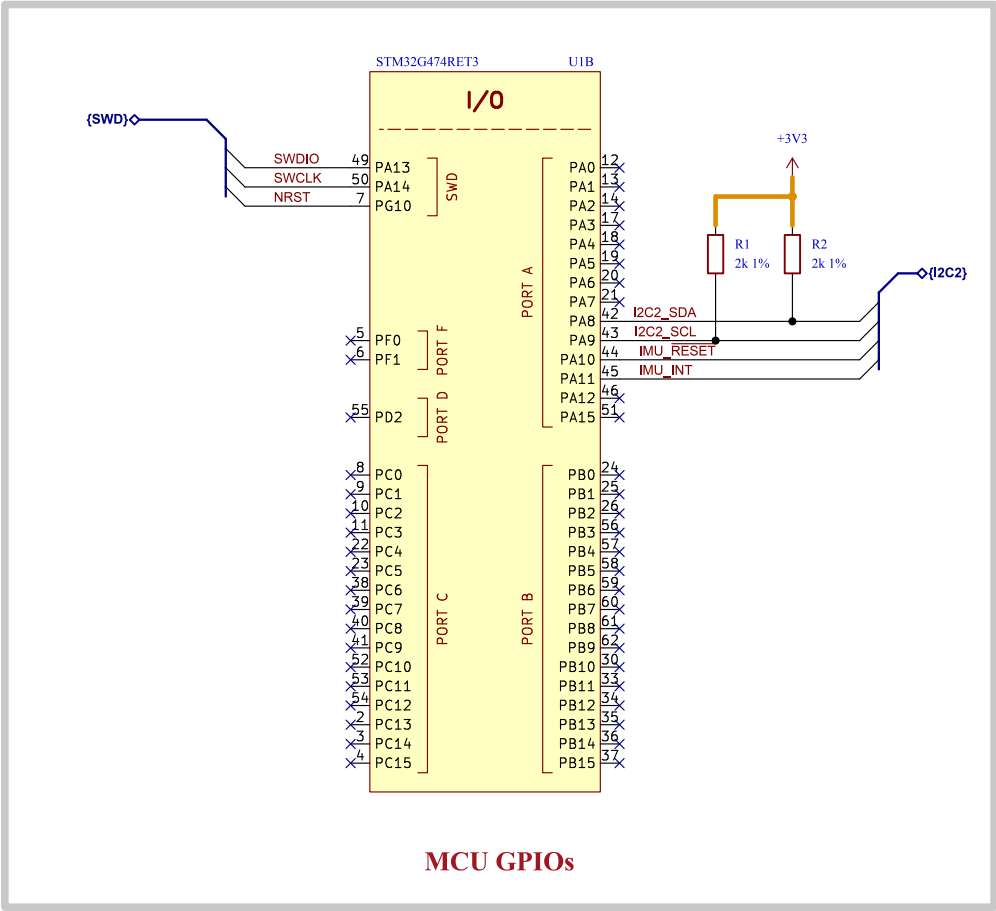 STM32G474RET3 U1B
I/O
{SWD}
SWDIO 49 PA13
SWCLK 50 PA14
NRST 7 PG10
SWD
5 PF0
6 PF1
PORT F
55 PD2
PORT D
8 PC0
9 PC1
10 PC2
11 PC3
22 PC4
23 PC5
38 PC6
39 PC7
40 PC8
41 PC9
52 PC10
53 PC11
54 PC12
2 PC13
3 PC14
4 PC15
PORT C
PORT A
PA0 12
PA1 13
PA2 14
PA3 17
PA4 18
PA5 19
PA6 20
PA7 21
PA8 42 I2C2_SDA
PA9 43 I2C2_SCL
PA10 44 IMU_RESET
PA11 45 IMU_INT
PA12 46
PA15 51
PORT B
PB0 24
PB1 25
PB2 26
PB3 56
PB4 57
PB5 58
PB6 59
PB7 60
PB8 61
PB9 62
PB10 30
PB11 33
PB12 34
PB13 35
PB14 36
PB15 37
+3V3
R1
2k 1%
R2
2k 1%
{I2C2}
MCU GPIOs